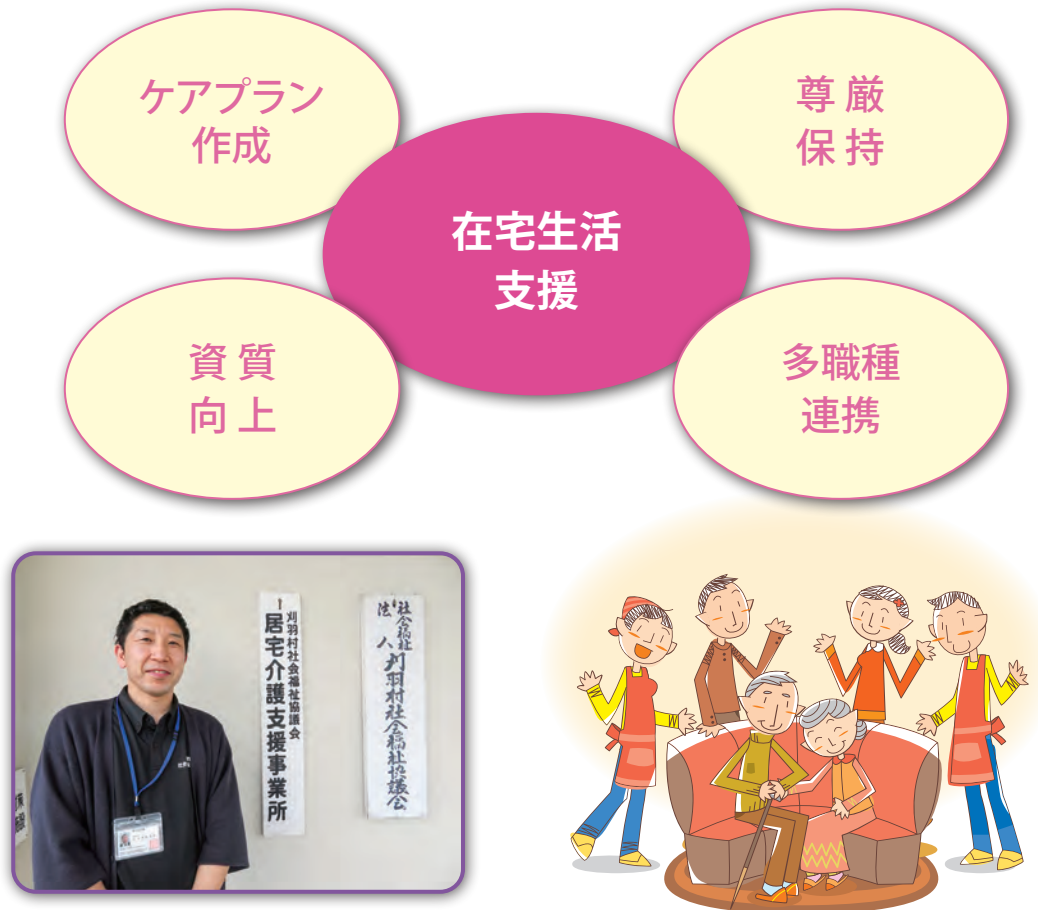 ケアプラン
作成
尊厳
保持
在宅生活
支援
資質
向上
多職種
連携
刈羽村社会福祉協議会
居宅介護支援事業所
社会福祉
法人
刈羽村社会福祉協議会